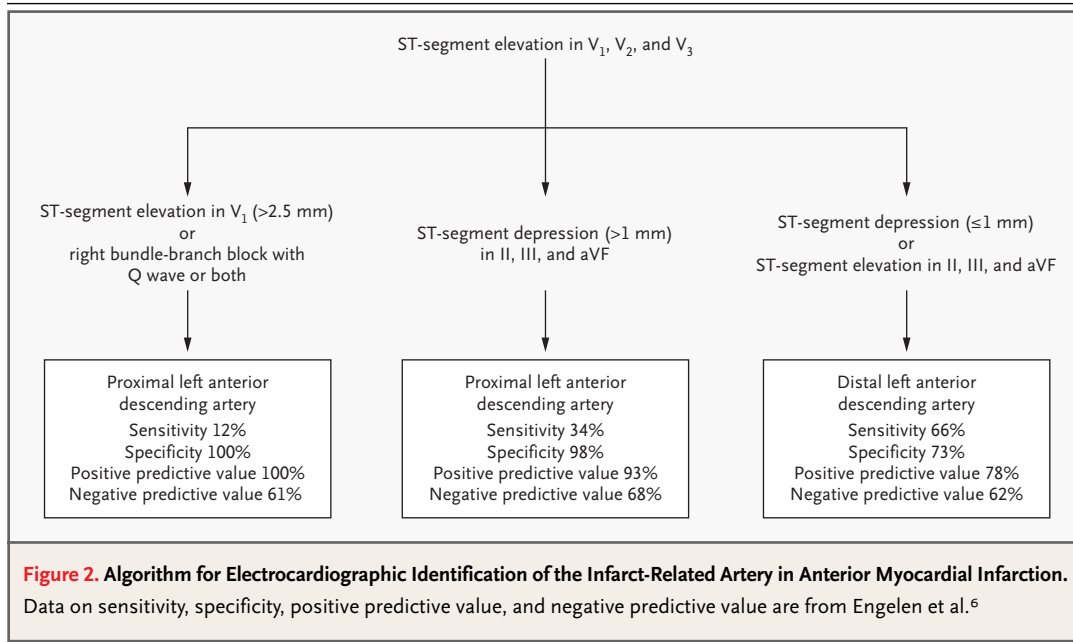 ST-segment elevation in V₁, V₂, and V₃
ST-segment elevation in V₁ (>2.5 mm)
or
right bundle-branch block with
Q wave or both
Proximal left anterior
descending artery
Sensitivity 12%
Specificity 100%
Positive predictive value 100%
Negative predictive value 61%
ST-segment depression (>1 mm)
in II, III, and aVF
Proximal left anterior
descending artery
Sensitivity 34%
Specificity 98%
Positive predictive value 93%
Negative predictive value 68%
ST-segment depression (≤1 mm)
or
ST-segment elevation in II, III, and aVF
Distal left anterior
descending artery
Sensitivity 66%
Specificity 73%
Positive predictive value 78%
Negative predictive value 62%
Figure 2. Algorithm for Electrocardiographic Identification of the Infarct-Related Artery in Anterior Myocardial Infarction.
Data on sensitivity, specificity, positive predictive value, and negative predictive value are from Engelen et al.⁶